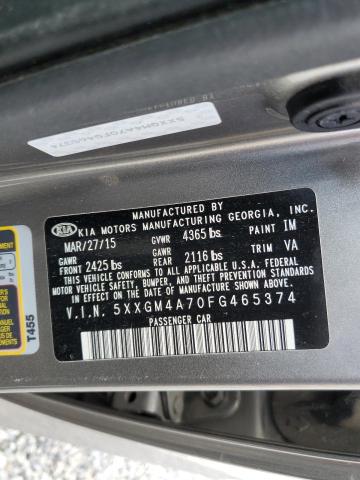 5XXGM4A70FG465374
MANUFACTURED BY
KIA KIA MOTORS MANUFACTURING GEORGIA, INC.
MAR/27/15 GVWR 4365 lbs PAINT IM
GAWR FRONT 2425 lbs GAWR REAR 2116 lbs TRIM VA
THIS VEHICLE CONFORMS TO ALL APPLICABLE U.S.A. FEDERAL
MOTOR VEHICLE SAFETY, BUMPER, AND THEFT PREVENTION STANDARDS
IN EFFECT ON THE DATE OF MANUFACTURE SHOWN ABOVE.
V.I.N. 5XXGM4A70FG465374
PASSENGER CAR
T455